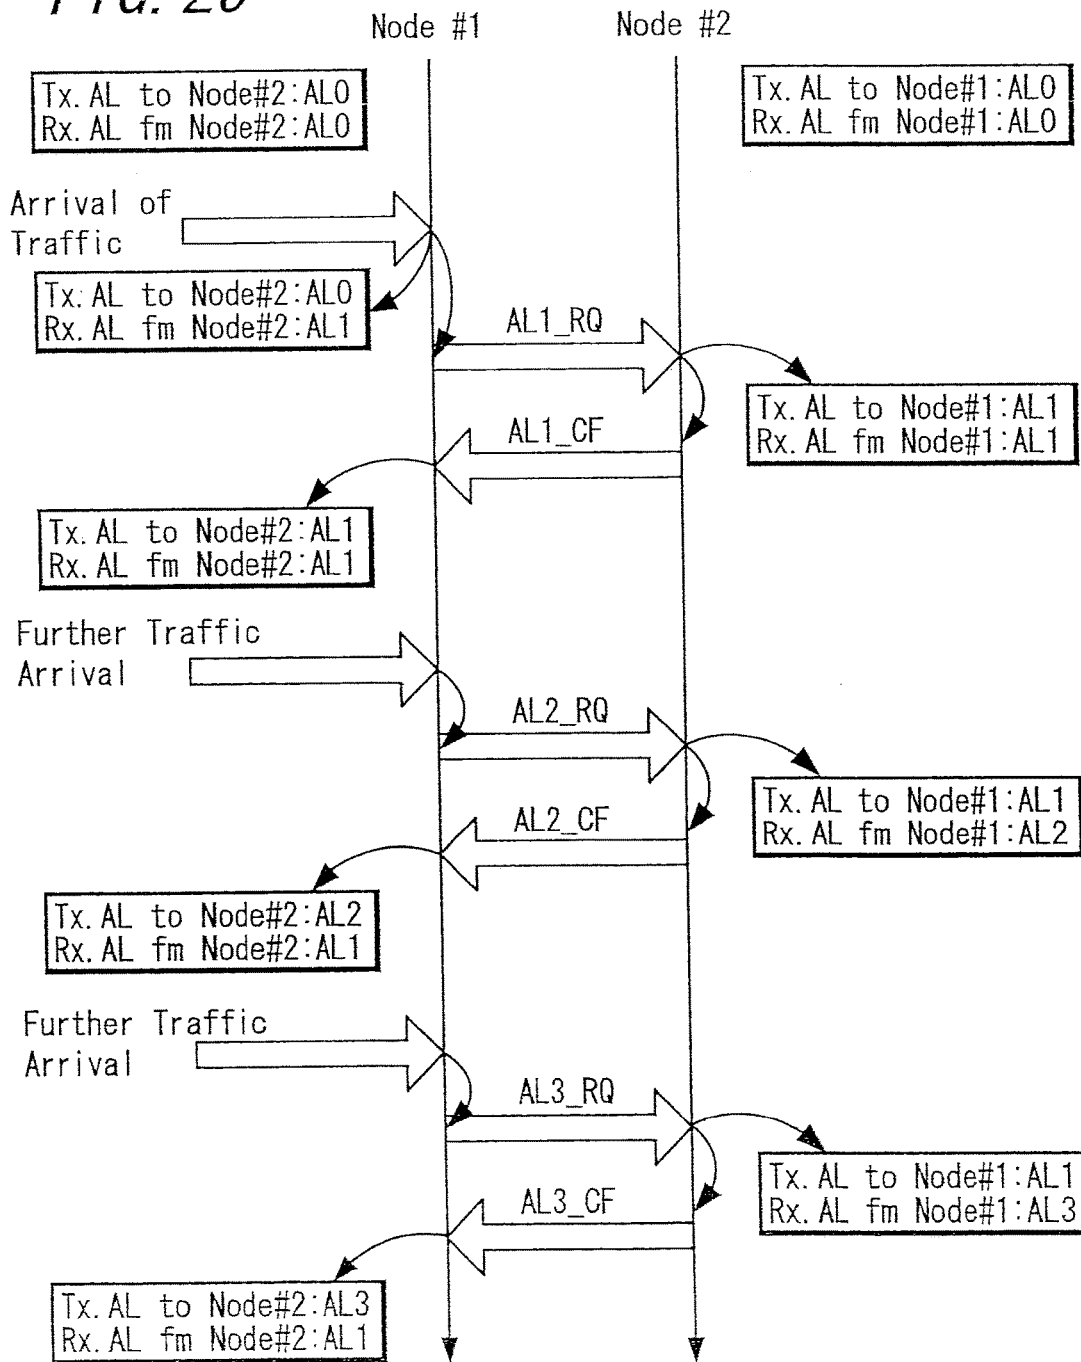 Node #1
Node #2
Tx.AL to Node#2:AL0
Rx.AL fm Node#2:AL0
Tx.AL to Node#1:AL0
Rx.AL fm Node#1:AL0
Arrival of
Traffic
Tx.AL to Node#2:AL0
Rx.AL fm Node#2:AL1
AL1_RQ
Tx.AL to Node#1:AL1
Rx.AL fm Node#1:AL1
AL1_CF
Tx.AL to Node#2:AL1
Rx.AL fm Node#2:AL1
Further Traffic
Arrival
AL2_RQ
Tx.AL to Node#1:AL1
Rx.AL fm Node#1:AL2
AL2_CF
Tx.AL to Node#2:AL2
Rx.AL fm Node#2:AL1
Further Traffic
Arrival
AL3_RQ
Tx.AL to Node#1:AL1
Rx.AL fm Node#1:AL3
AL3_CF
Tx.AL to Node#2:AL3
Rx.AL fm Node#2:AL1